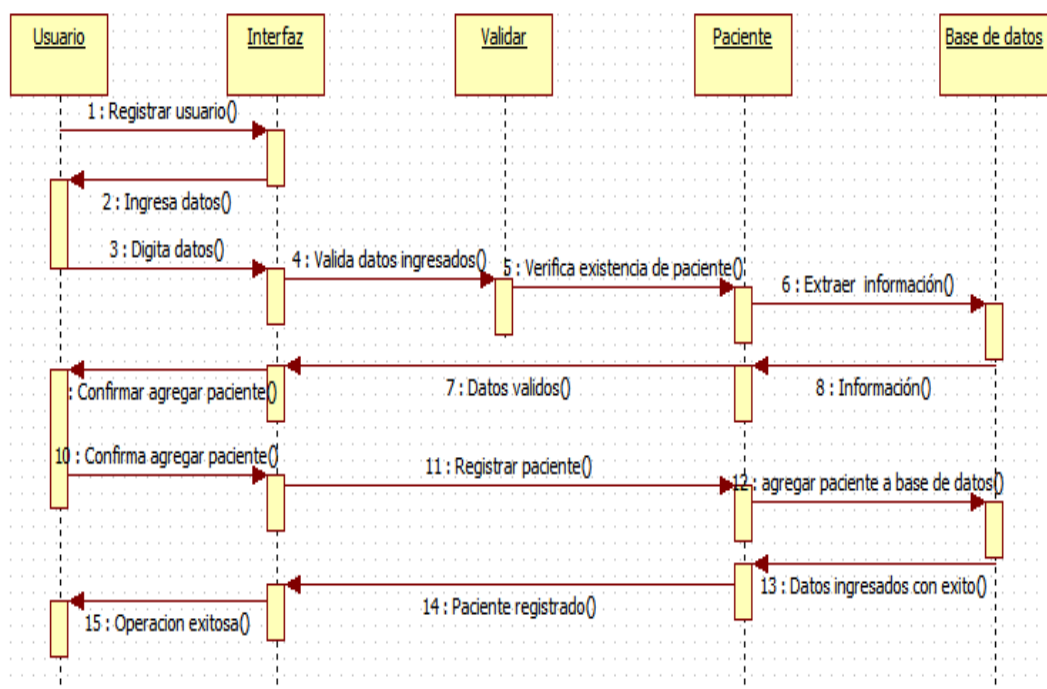 Usuario
Interfaz
Validar
Paciente
Base de datos
1 : Registrar usuario()
2 : Ingresa datos()
3 : Digita datos()
4 : Valida datos ingresados()
5 : Verifica existencia de paciente()
6 : Extraer información()
: Confirmar agregar paciente()
7 : Datos validos()
8 : Información()
10 : Confirma agregar paciente()
11 : Registrar paciente()
12 : agregar paciente a base de datos()
13 : Datos ingresados con exito()
14 : Paciente registrado()
15 : Operacion exitosa()